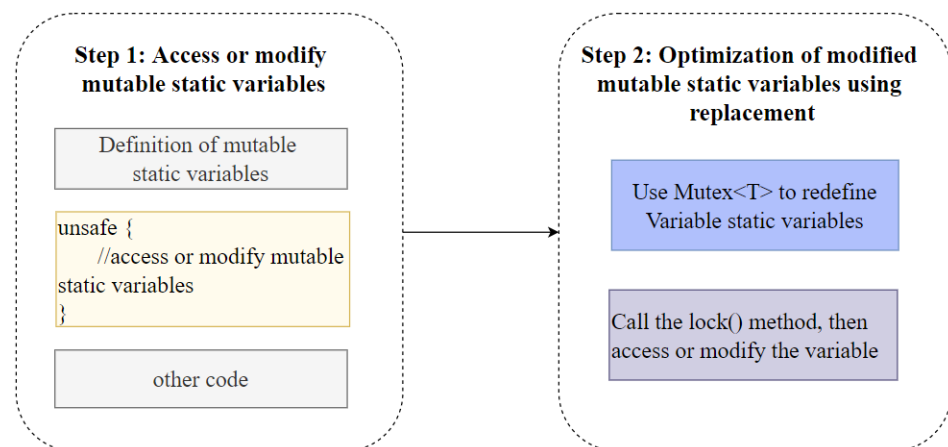 Step 1: Access or modify
mutable static variables
Definition of mutable
static variables
unsafe {
//access or modify mutable
static variables
}
other code
Step 2: Optimization of modified
mutable static variables using
replacement
Use Mutex<T> to redefine
Variable static variables
Call the lock() method, then
access or modify the variable